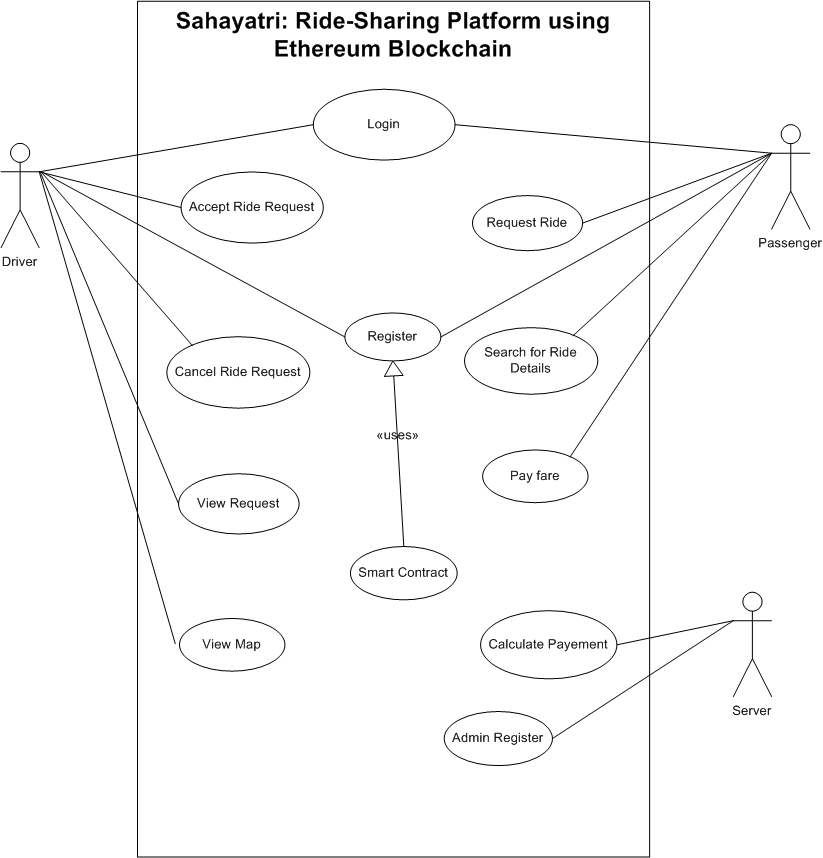 Sahayatri: Ride-Sharing Platform using
Ethereum Blockchain
Login
Accept Ride Request
Request Ride
Driver
Passenger
Register
Search for Ride
Details
Cancel Ride Request
«uses»
Pay fare
View Request
Smart Contract
View Map
Calculate Payement
Server
Admin Register